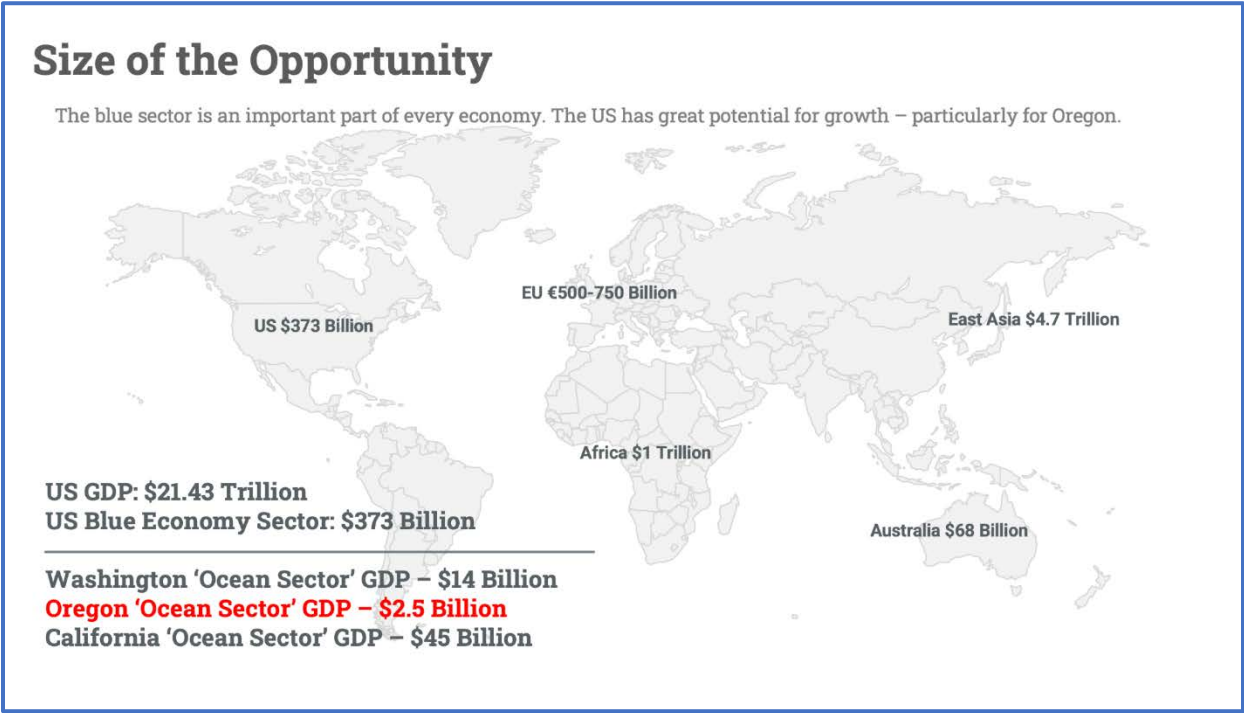 Size of the Opportunity
The blue sector is an important part of every economy. The US has great potential for growth – particularly for Oregon.
EU €500-750 Billion
US $373 Billion
East Asia $4.7 Trillion
Africa $1 Trillion
Australia $68 Billion
US GDP: $21.43 Trillion
US Blue Economy Sector: $373 Billion
Washington ‘Ocean Sector’ GDP – $14 Billion
Oregon ‘Ocean Sector’ GDP – $2.5 Billion
California ‘Ocean Sector’ GDP – $45 Billion